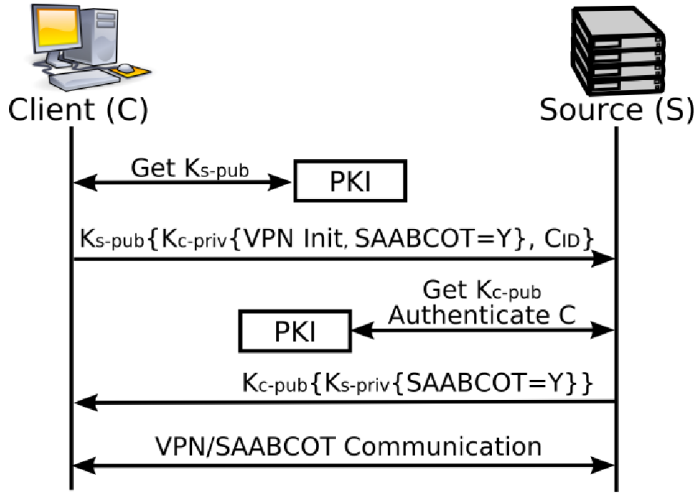 Client (C)
Source (S)
Get Ks-pub
PKI
Ks-pub{Kc-priv{VPN Init, SAABCOT=Y}, CID}
Get Kc-pub
Authenticate C
PKI
Kc-pub{Ks-priv{SAABCOT=Y}}
VPN/SAABCOT Communication